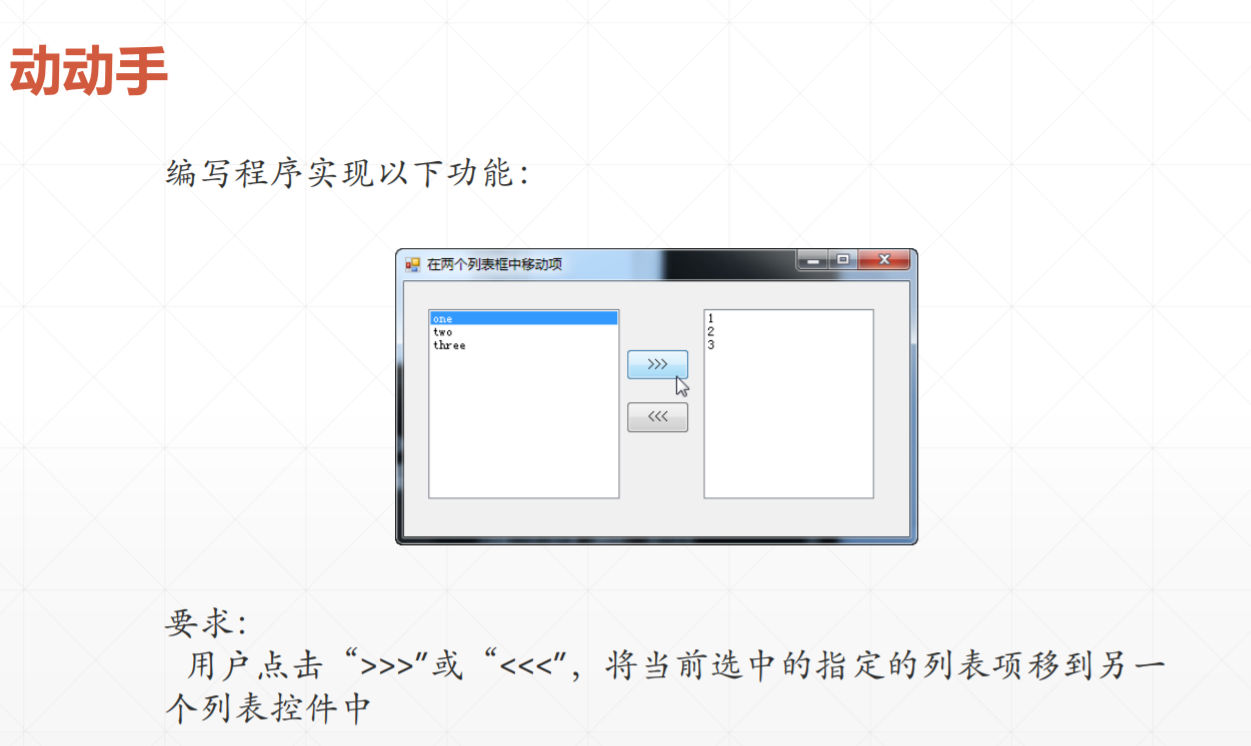 动动手
编写程序实现以下功能：
在两个列表框中移动项
one
two
three
>>>
<<<
1
2
3
要求：
用户点击“>>>”或“<<<”，将当前选中的指定的列表项移到另一
个列表控件中